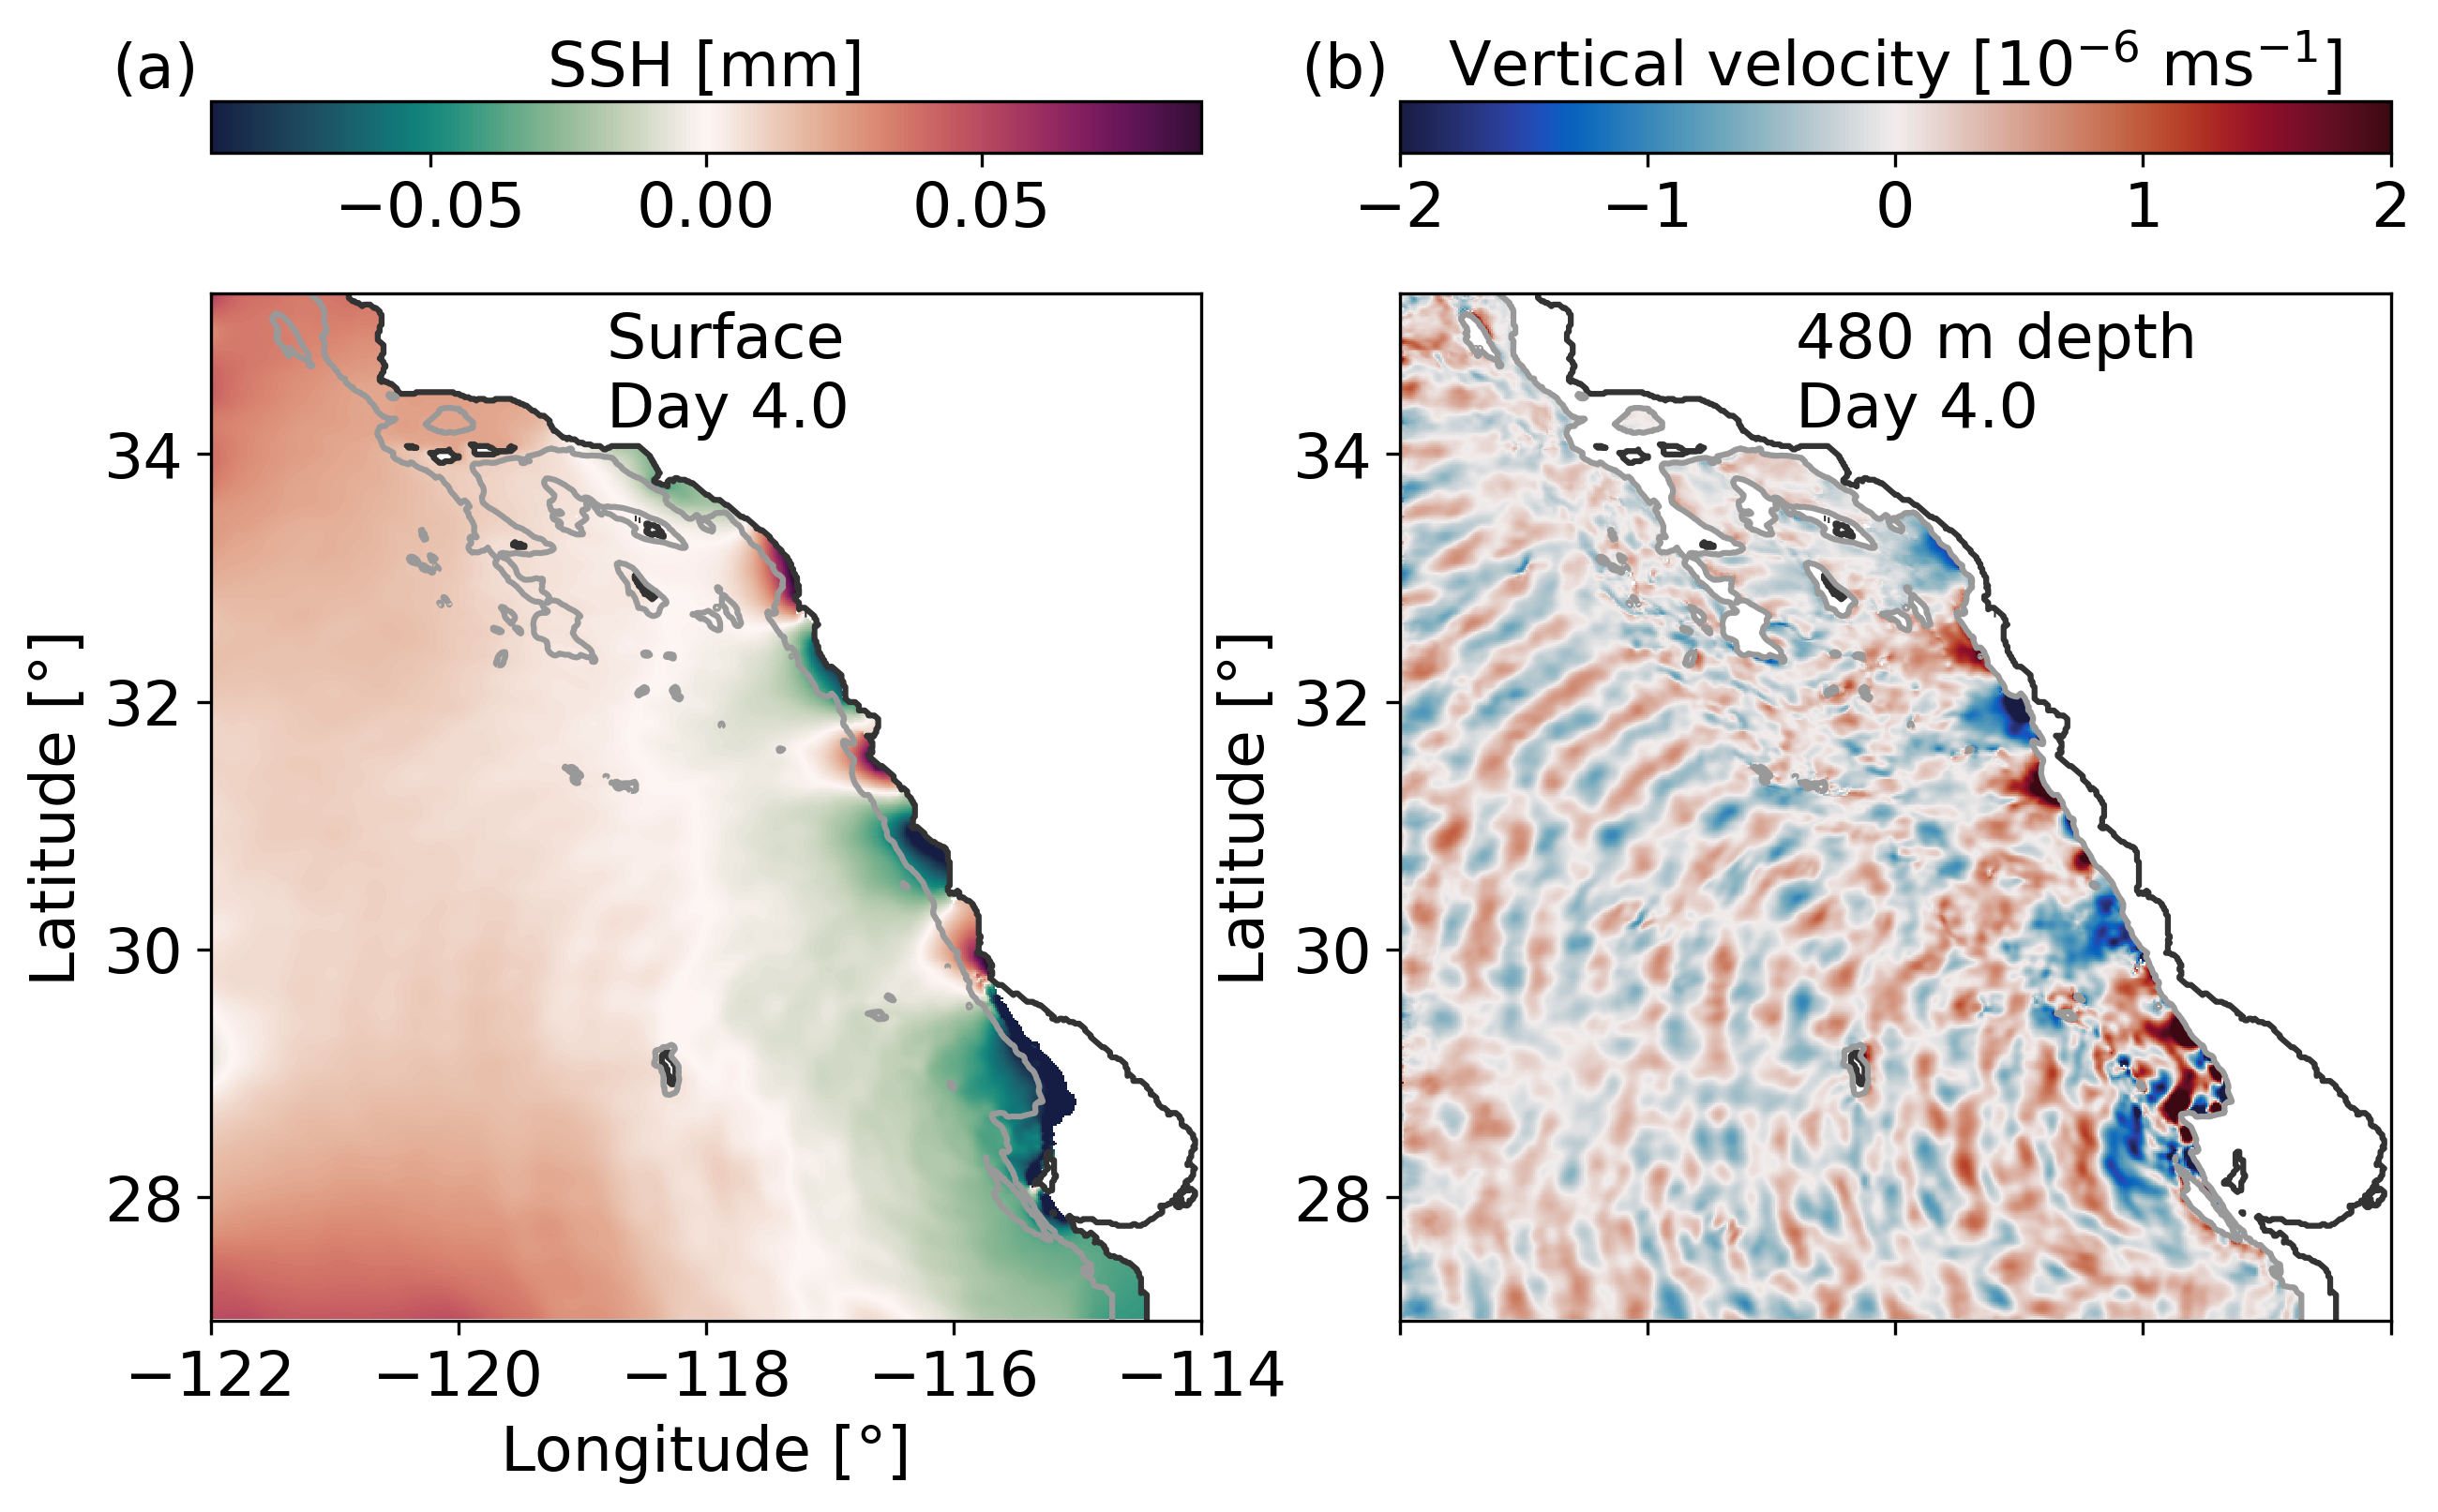 (a) SSH [mm]
−0.05 0.00 0.05
Surface
Day 4.0
34
32
30
28
Latitude [°]
−122 −120 −118 −116 −114
Longitude [°]
(b) Vertical velocity [10⁻⁶ ms⁻¹]
−2 −1 0 1 2
480 m depth
Day 4.0
34
32
30
28
Latitude [°]